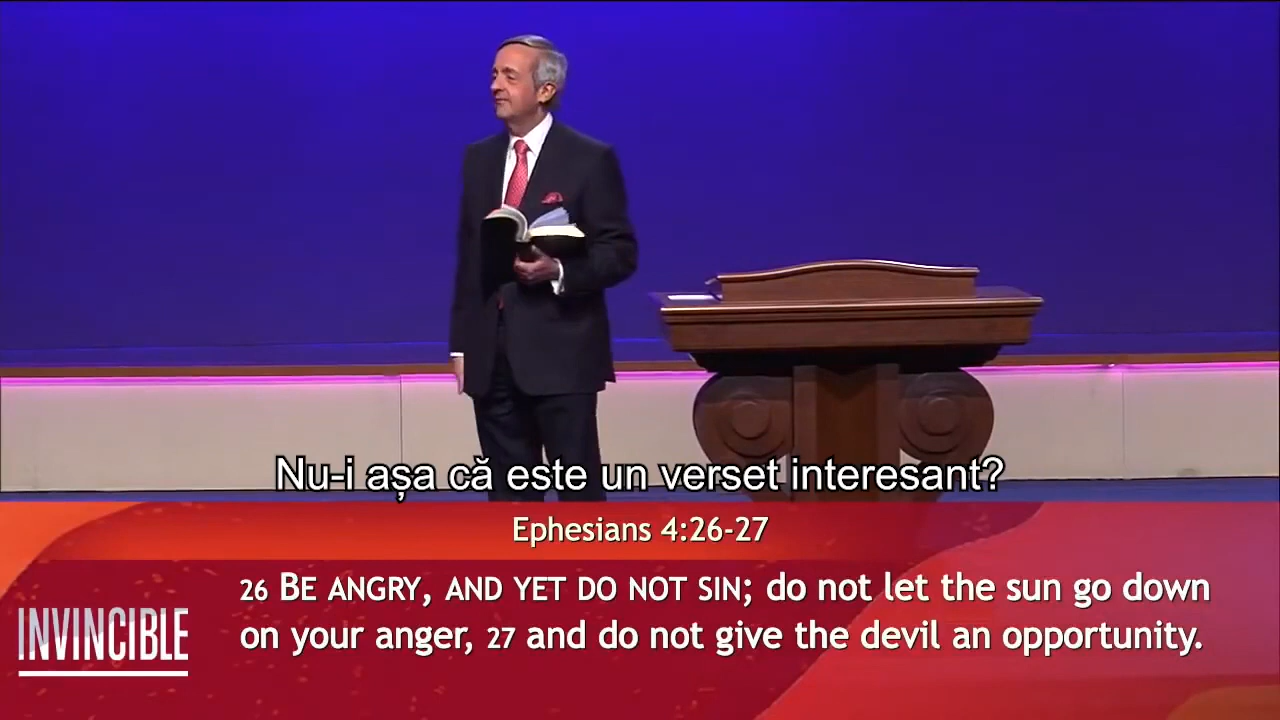 Nu-i așa că este un verset interesant?
Ephesians 4:26-27
26 BE ANGRY, AND YET DO NOT SIN; do not let the sun go down
on your anger, 27 and do not give the devil an opportunity.
INVINCIBLE